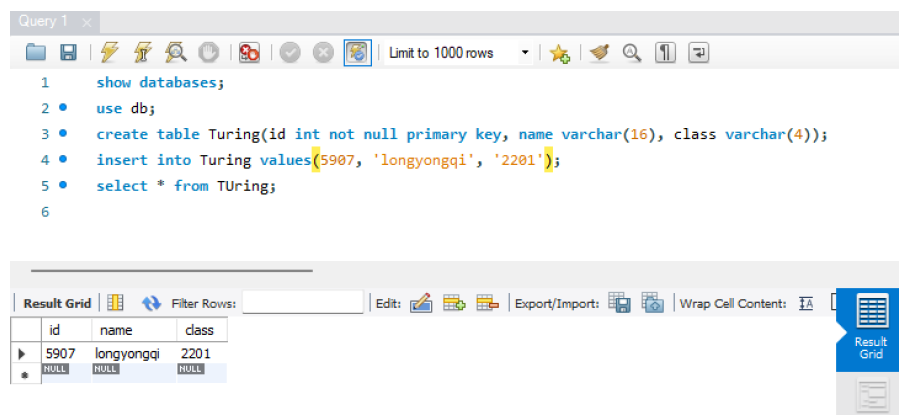 Query 1
Limit to 1000 rows
1 show databases;
2 use db;
3 create table Turing(id int not null primary key, name varchar(16), class varchar(4));
4 insert into Turing values(5907, 'longyongqi', '2201');
5 select * from TUring;
6
Result Grid Filter Rows: Edit: Export/Import: Wrap Cell Content:
id name class
5907 longyongqi 2201
NULL NULL NULL
Result
Grid